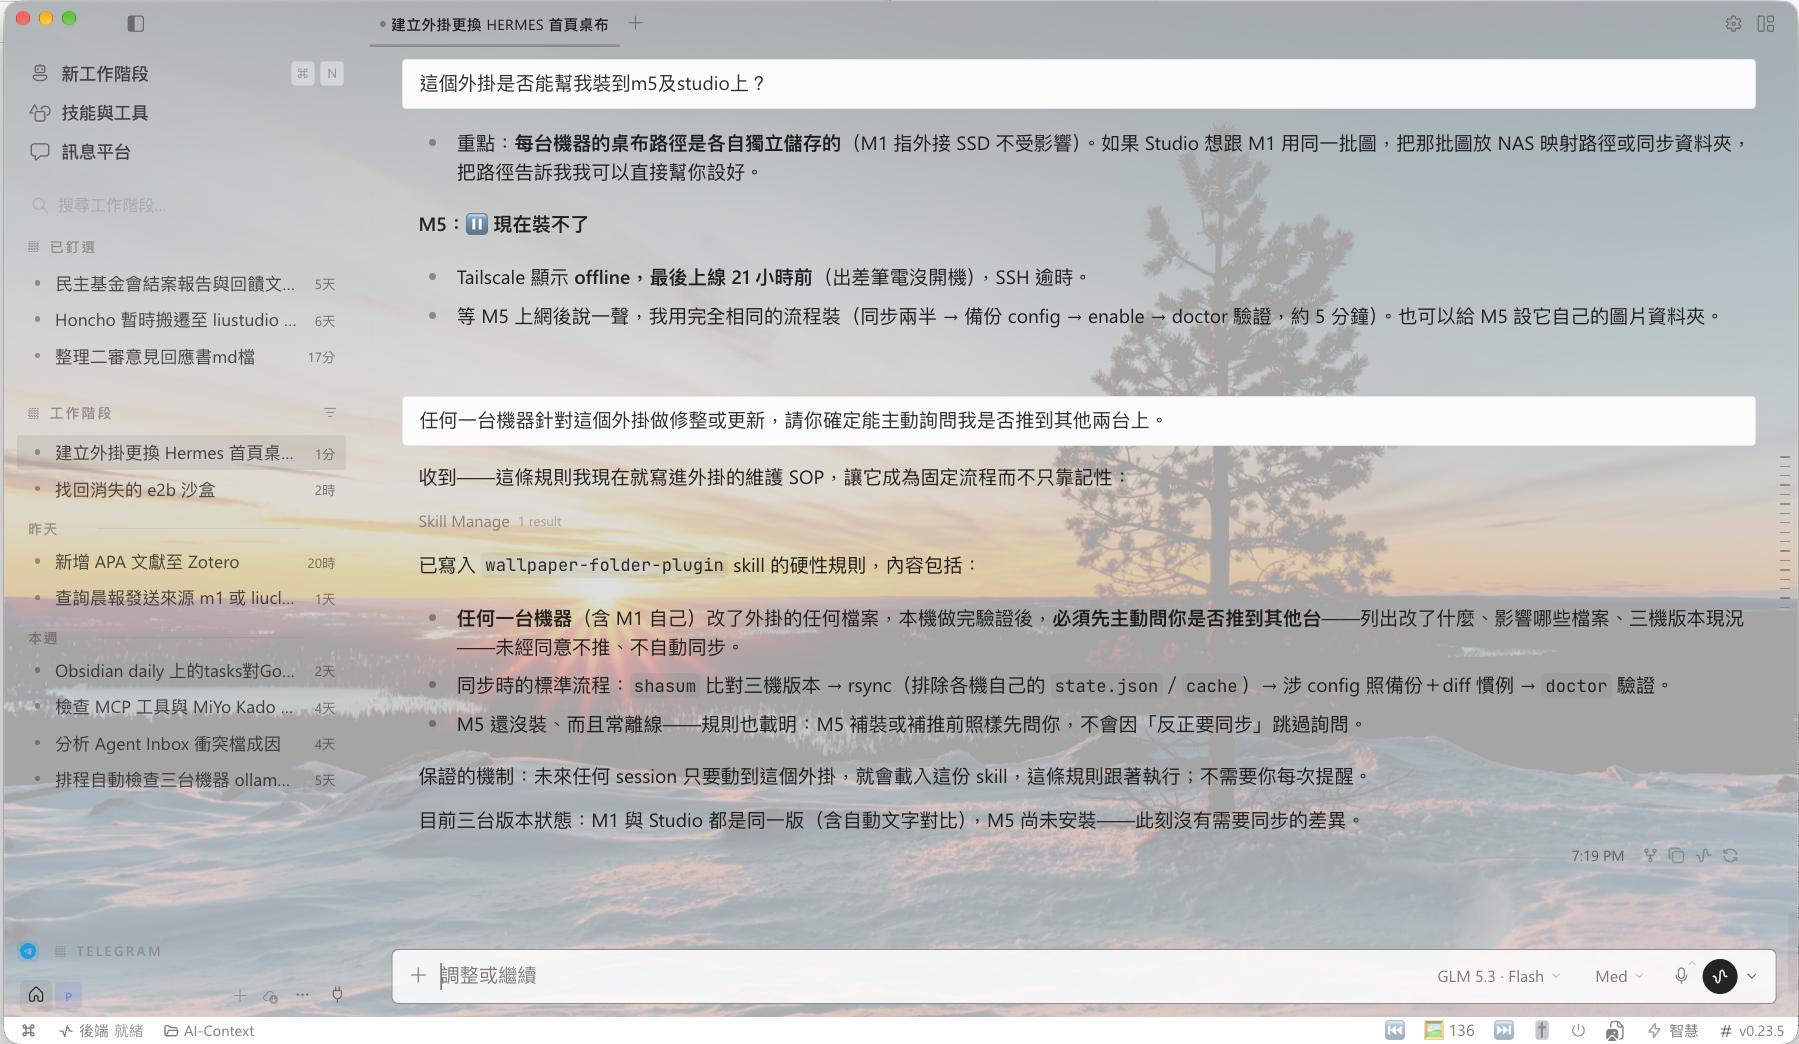 建立外掛更換 HERMES 首頁桌布
新工作階段
⌘ N
技能與工具
訊息平台
搜尋工作階段...
已釘選
民主基金會結案報告與回饋文... 5天
Honcho 暫時搬遷至 liustudio ... 6天
整理二審意見回應書md檔 17分
工作階段
建立外掛更換 Hermes 首頁桌... 1分
找回消失的 e2b 沙盒 2時
昨天
新增 APA 文獻至 Zotero 20時
查詢晨報發送來源 m1 或 liucl... 1天
本週
Obsidian daily 上的tasks對Go... 2天
檢查 MCP 工具與 MiYo Kado ... 4天
分析 Agent Inbox 衝突檔成因 4天
排程自動檢查三台機器 ollam... 5天
TELEGRAM
P
這個外掛是否能幫我裝到m5及studio上？
重點：每台機器的桌布路徑是各自獨立儲存的（M1 指外接 SSD 不受影響）。如果 Studio 想跟 M1 用同一批圖，把那批圖放 NAS 映射路徑或同步資料夾，
把路徑告訴我我可以直接幫你設好。
M5：⏸️ 現在裝不了
Tailscale 顯示 offline，最後上線 21 小時前（出差筆電沒開機），SSH 逾時。
等 M5 上網後說一聲，我用完全相同的流程裝（同步兩半 → 備份 config → enable → doctor 驗證，約 5 分鐘）。也可以給 M5 設它自己的圖片資料夾。
任何一台機器針對這個外掛做修整或更新，請你確定能主動詢問我是否推到其他兩台上。
收到——這條規則我現在就寫進外掛的維護 SOP，讓它成為固定流程而不只靠記性：
Skill Manage 1 result
已寫入 wallpaper-folder-plugin skill 的硬性規則，內容包括：
任何一台機器（含 M1 自己）改了外掛的任何檔案，本機做完驗證後，必須先主動問你是否推到其他台——列出改了什麼、影響哪些檔案、三機版本現況
——未經同意不推、不自動同步。
同步時的標準流程：shasum 比對三機版本 → rsync（排除各機自己的 state.json / cache）→ 涉 config 照備份＋diff 慣例 → doctor 驗證。
M5 還沒裝、而且常離線——規則也載明：M5 補裝或補推前照樣先問你，不會因「反正要同步」跳過詢問。
保證的機制：未來任何 session 只要動到這個外掛，就會載入這份 skill，這條規則跟著執行；不需要你每次提醒。
目前三台版本狀態：M1 與 Studio 都是同一版（含自動文字對比），M5 尚未安裝——此刻沒有需要同步的差異。
7:19 PM
調整或繼續
GLM 5.3 · Flash
Med
⌘ 後端 就緒 AI-Context
136 智慧 # v0.23.5